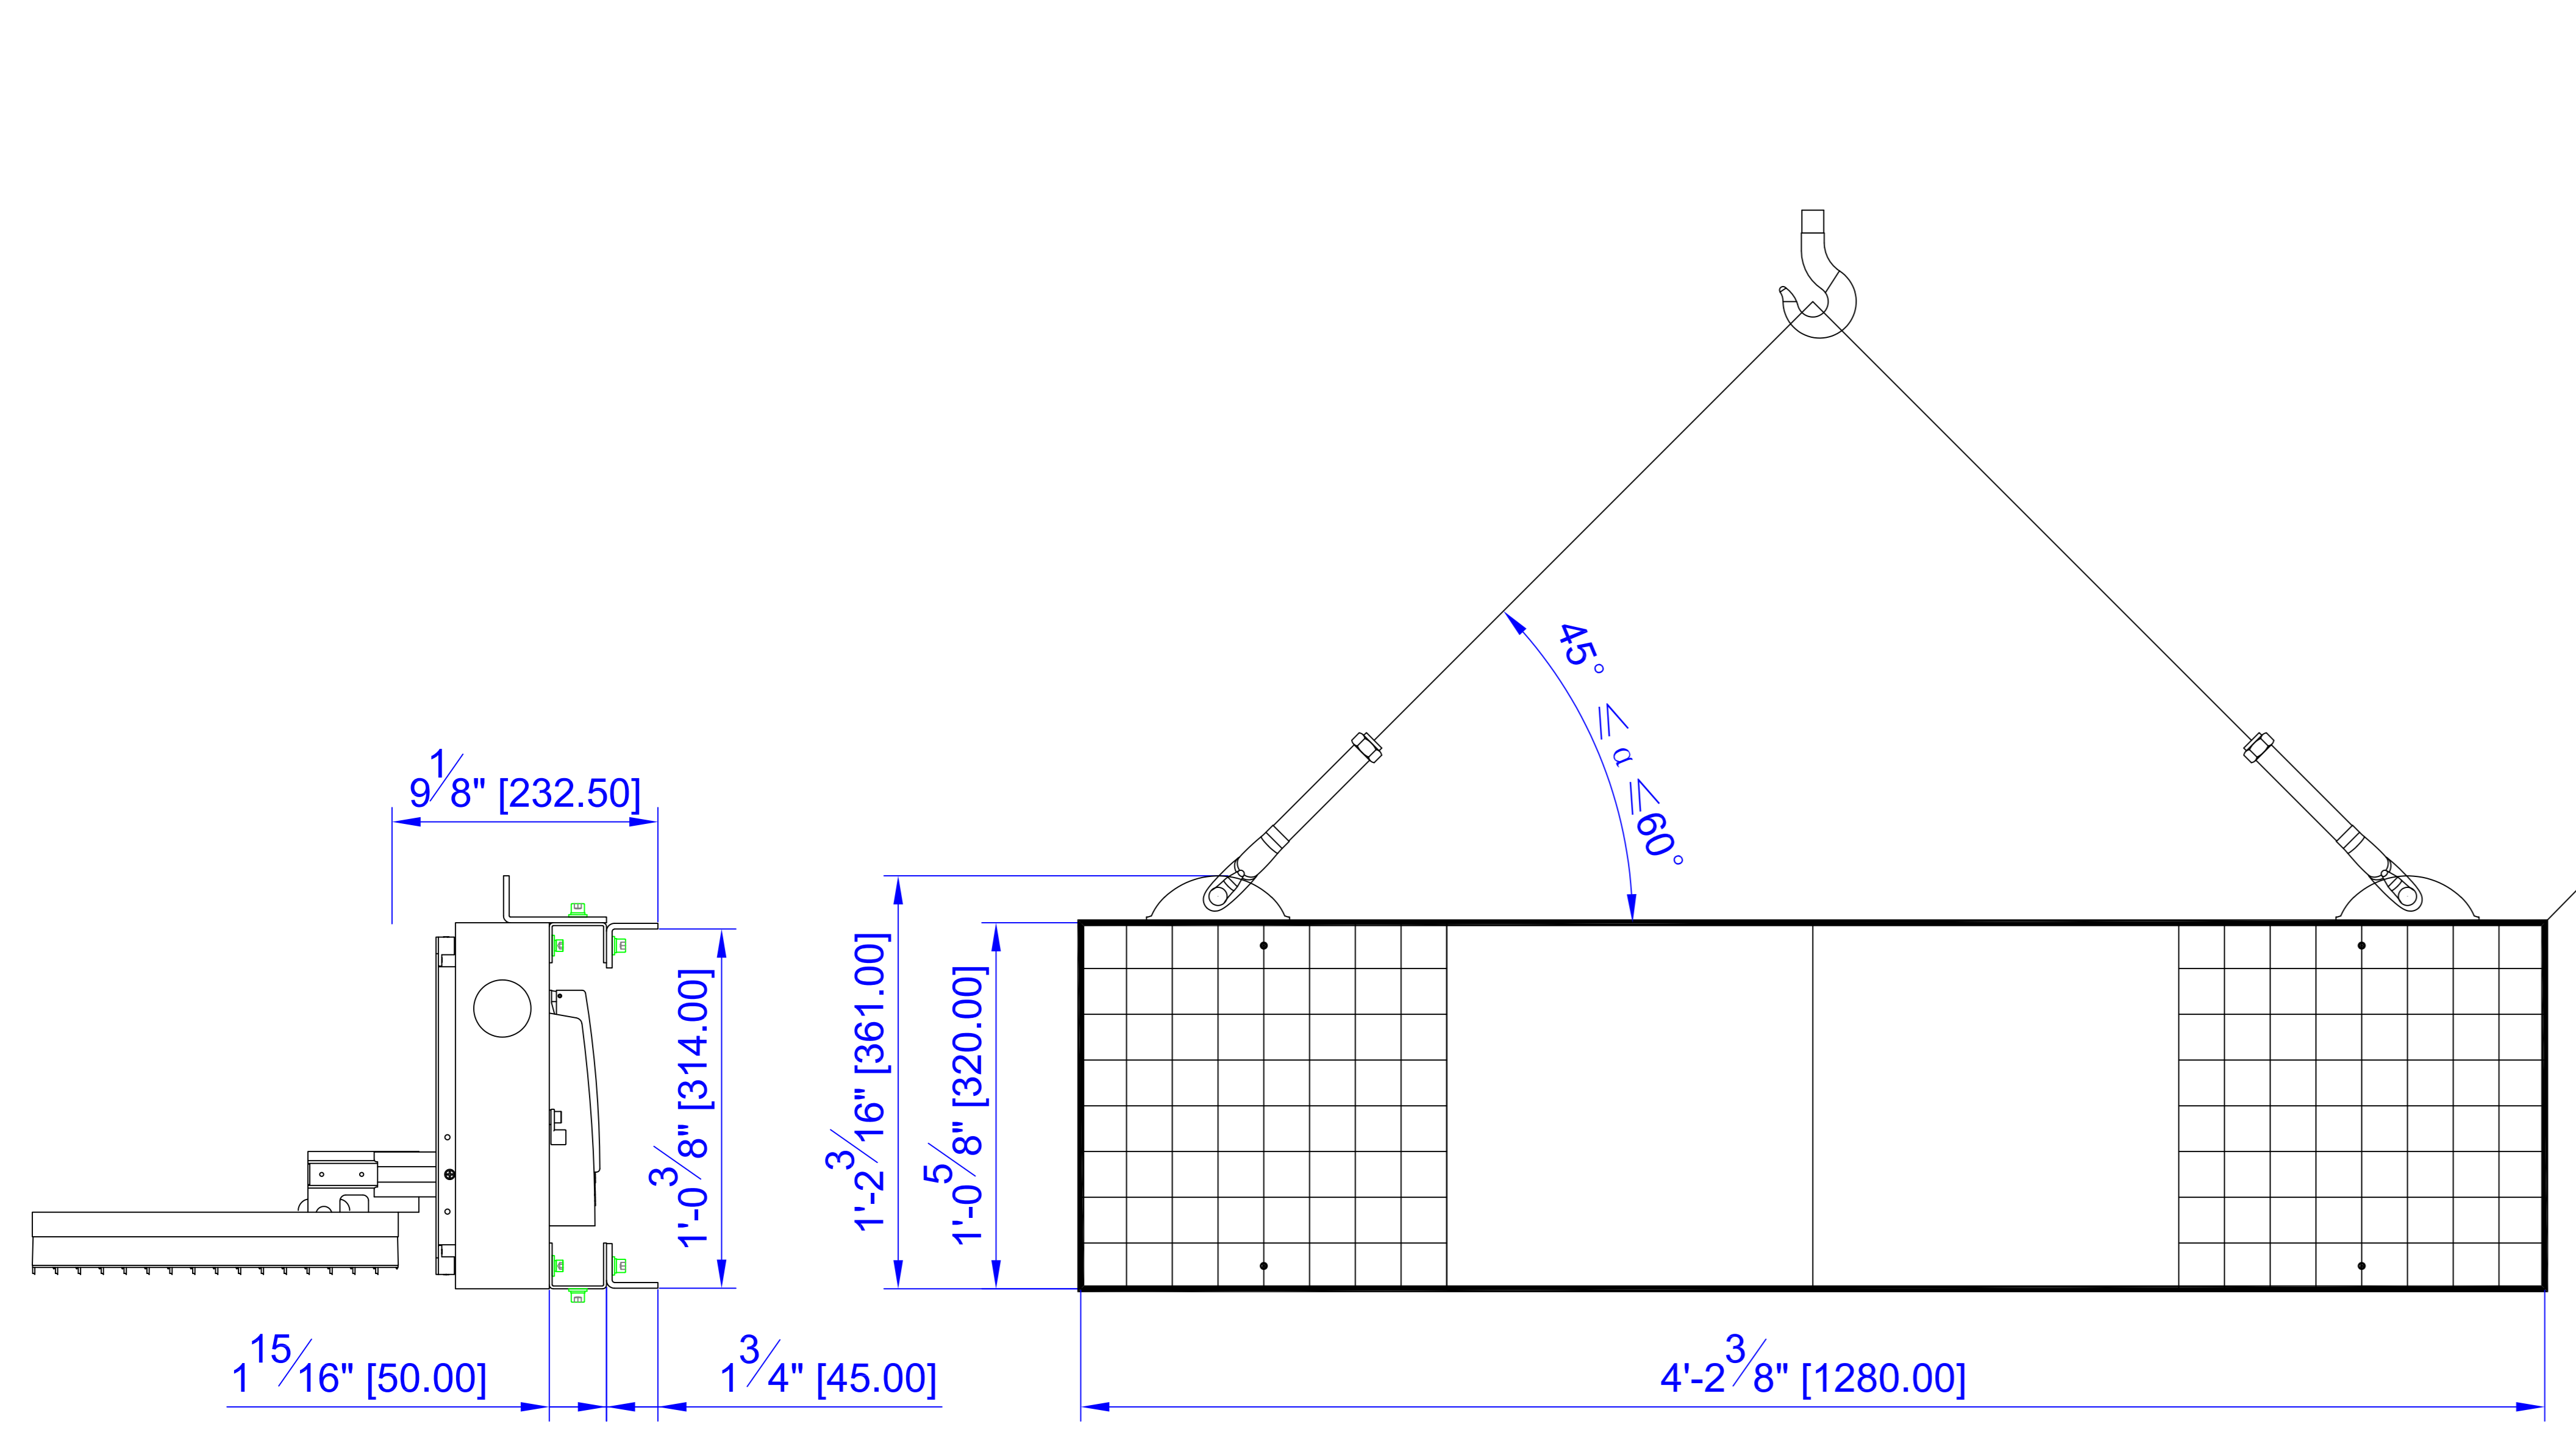 45° ≤ α ≤60°
9 1/8" [232.50]
1'-0 3/8" [314.00]
1'-2 3/16" [361.00]
1'-0 5/8" [320.00]
1 15/16" [50.00]
1 3/4" [45.00]
4'-2 3/8" [1280.00]